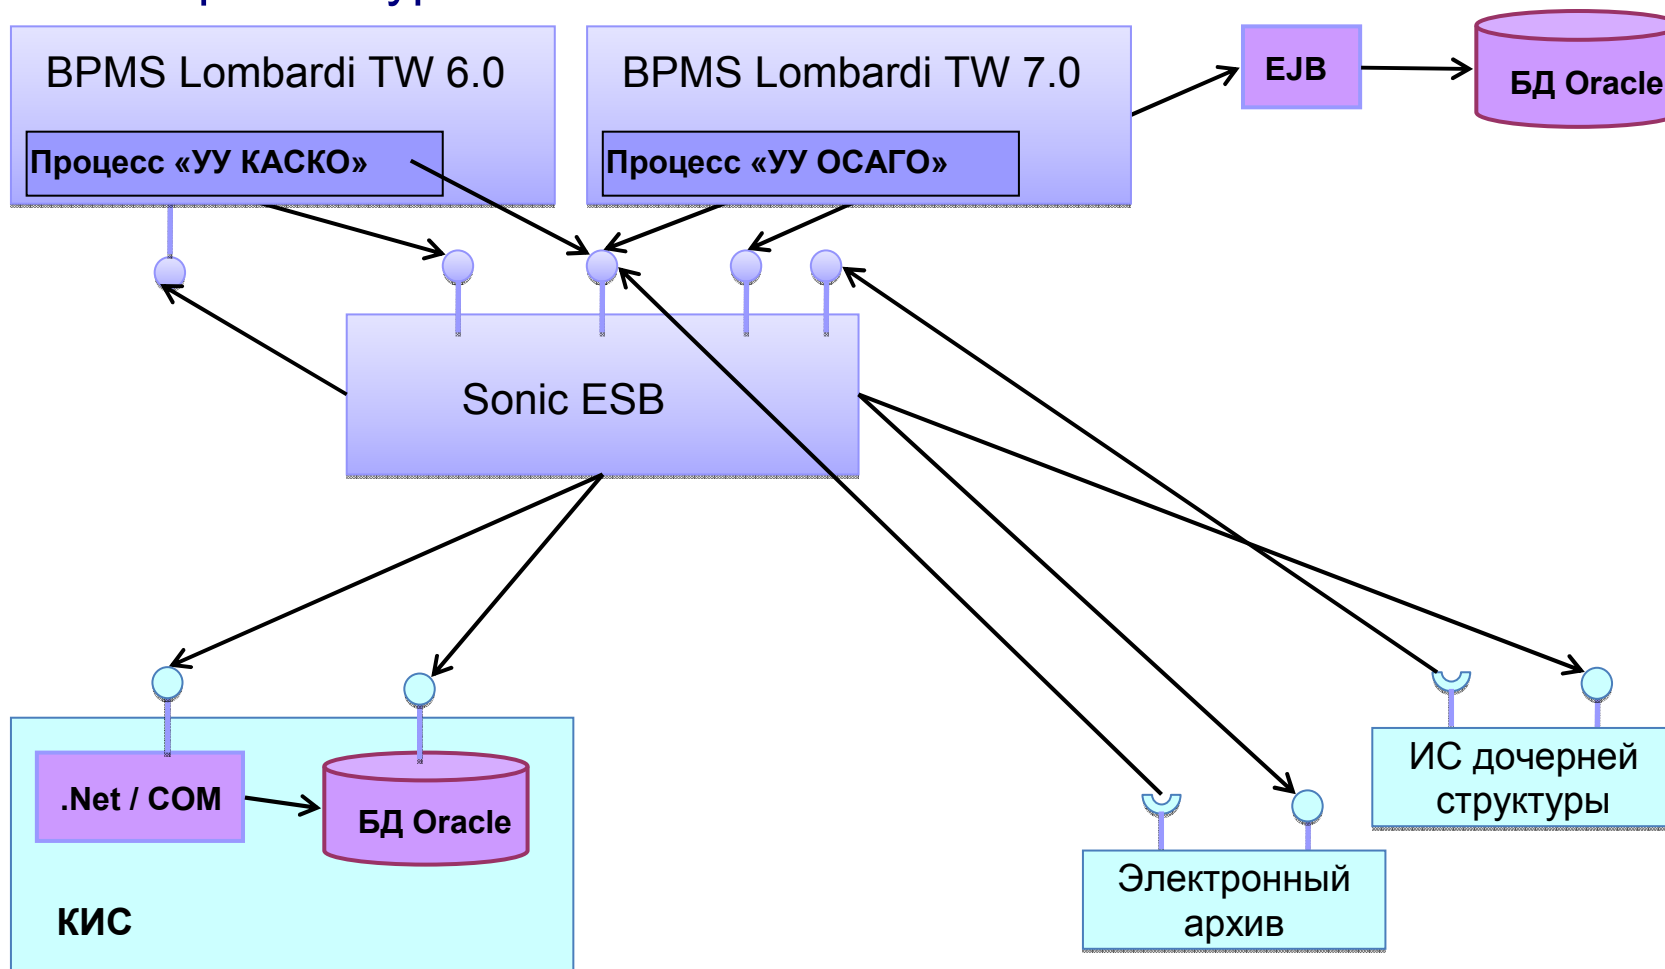 BPMS Lombardi TW 6.0
BPMS Lombardi TW 7.0
EJB
БД Oracle
Процесс «УУ КАСКО»
Процесс «УУ ОСАГО»
Sonic ESB
.Net / COM
БД Oracle
КИС
ИС дочерней
структуры
Электронный
архив